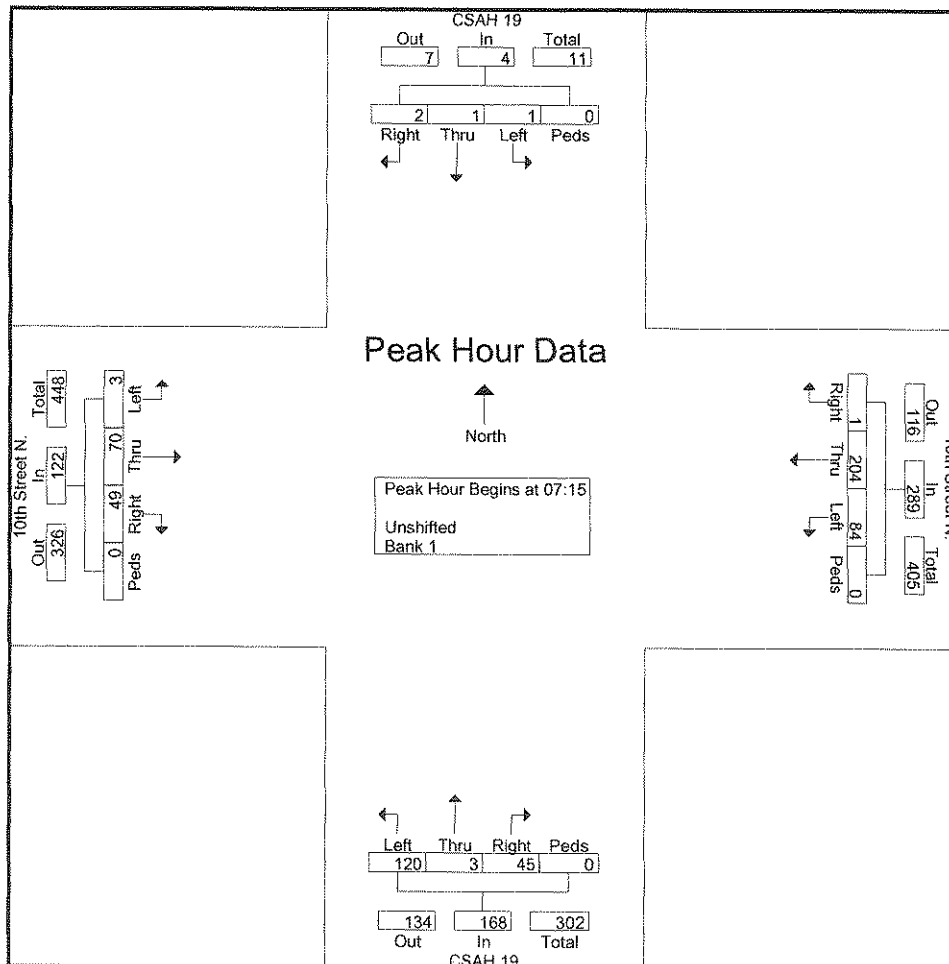 CSAH 19
Out In Total
7 4 11
2 1 1 0
Right Thru Left Peds
Peak Hour Data
North
Peak Hour Begins at 07:15
Unshifted
Bank 1
10th Street N.
Total In Out
448 122 326
3 70 49 0
Left Thru Right Peds
Right Thru Left Peds
1 204 84 0
116 289 405
Out In Total
Left Thru Right Peds
120 3 45 0
134 168 302
Out In Total
CSAH 19